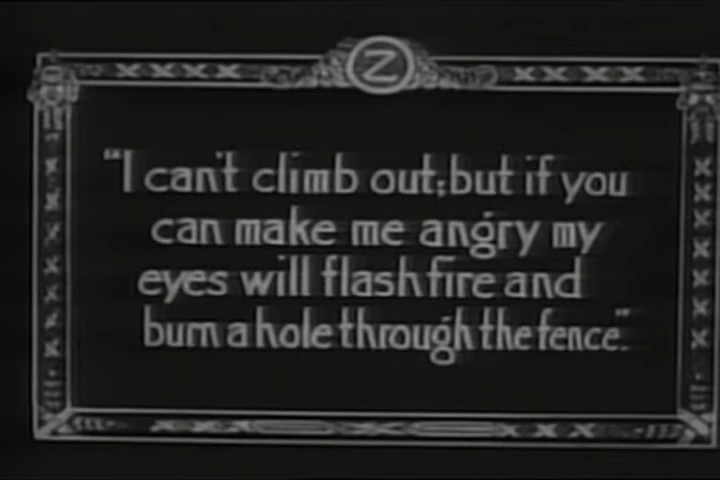 Z
"I can't climb out; but if you
can make me angry my
eyes will flash fire and
burn a hole through the fence."